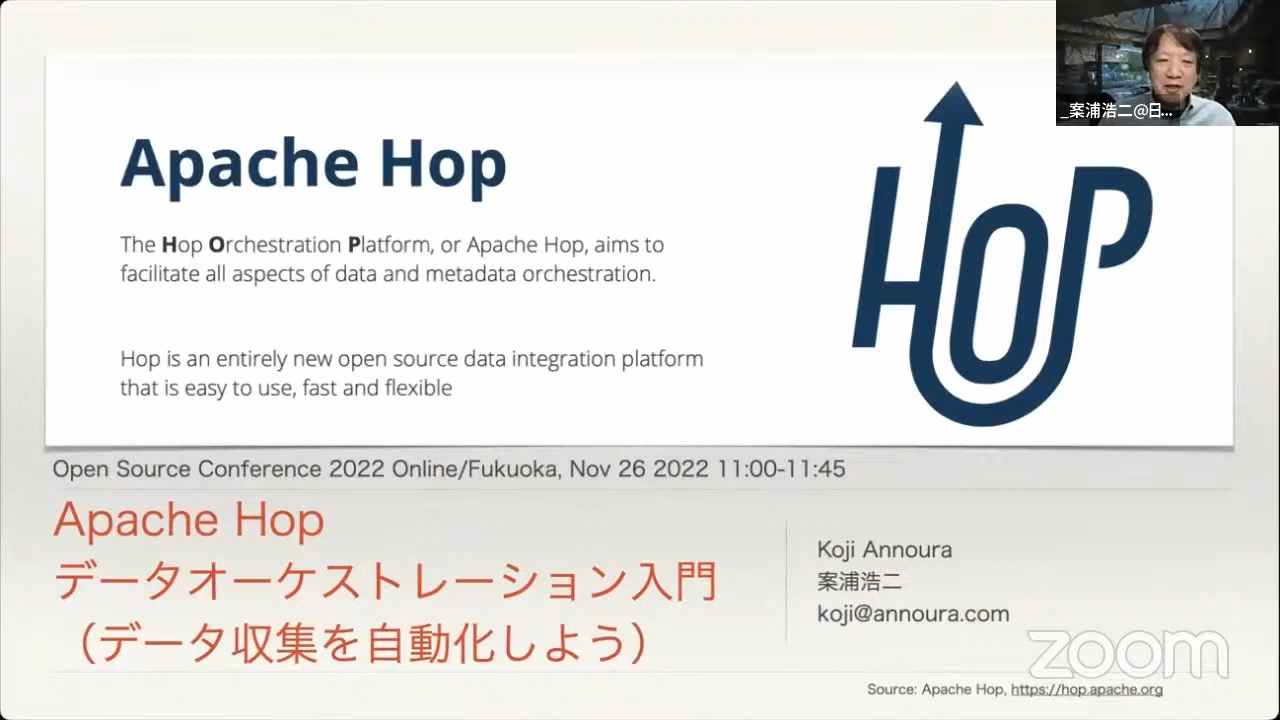 Apache Hop
The Hop Orchestration Platform, or Apache Hop, aims to
facilitate all aspects of data and metadata orchestration.
Hop is an entirely new open source data integration platform
that is easy to use, fast and flexible
HOP
_案浦浩二@日...
Open Source Conference 2022 Online/Fukuoka, Nov 26 2022 11:00-11:45
Apache Hop
データオーケストレーション入門
（データ収集を自動化しよう）
Koji Annoura
案浦浩二
koji@annoura.com
zoom
Source: Apache Hop, https://hop.apache.org